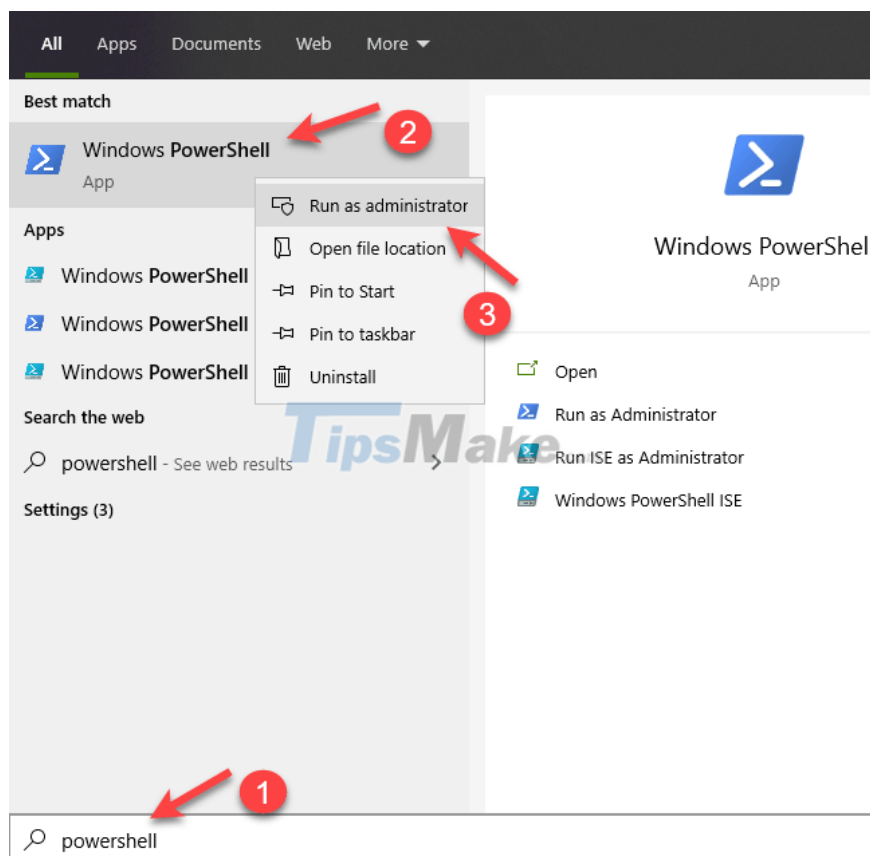 All Apps Documents Web More
Best match
Windows PowerShell
App
2
Run as administrator
Open file location
Pin to Start
Pin to taskbar
Uninstall
3
Apps
Windows PowerShell
Windows PowerShell
Windows PowerShell
Search the web
powershell - See web results
Settings (3)
Windows PowerShel
App
Open
Run as Administrator
Run ISE as Administrator
Windows PowerShell ISE
TipsMake
1
powershell